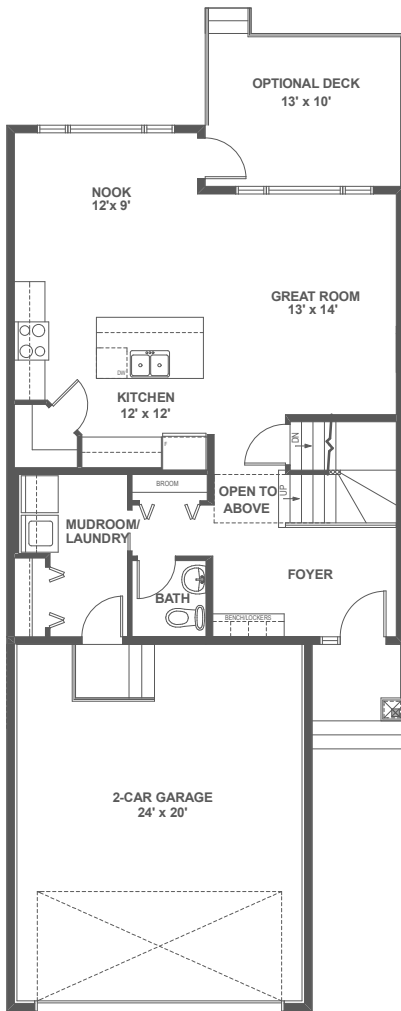 OPTIONAL DECK
13' x 10'
NOOK
12'x 9'
GREAT ROOM
13' x 14'
DW
KITCHEN
12' x 12'
F
DN
BROOM
UP
OPEN TO
ABOVE
MUDROOM/
LAUNDRY
FOYER
BATH
BENCH/LOCKERS
2-CAR GARAGE
24' x 20'